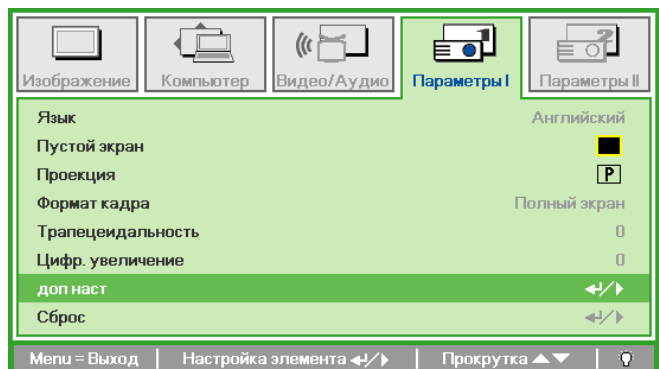 Изображение Компьютер Видео/Аудио Параметры I Параметры II
Язык Английский
Пустой экран
Проекция P
Формат кадра Полный экран
Трапецеидальность 0
Цифр. увеличение 0
доп наст
Сброс
Menu = Выход Настройка элемента Прокрутка